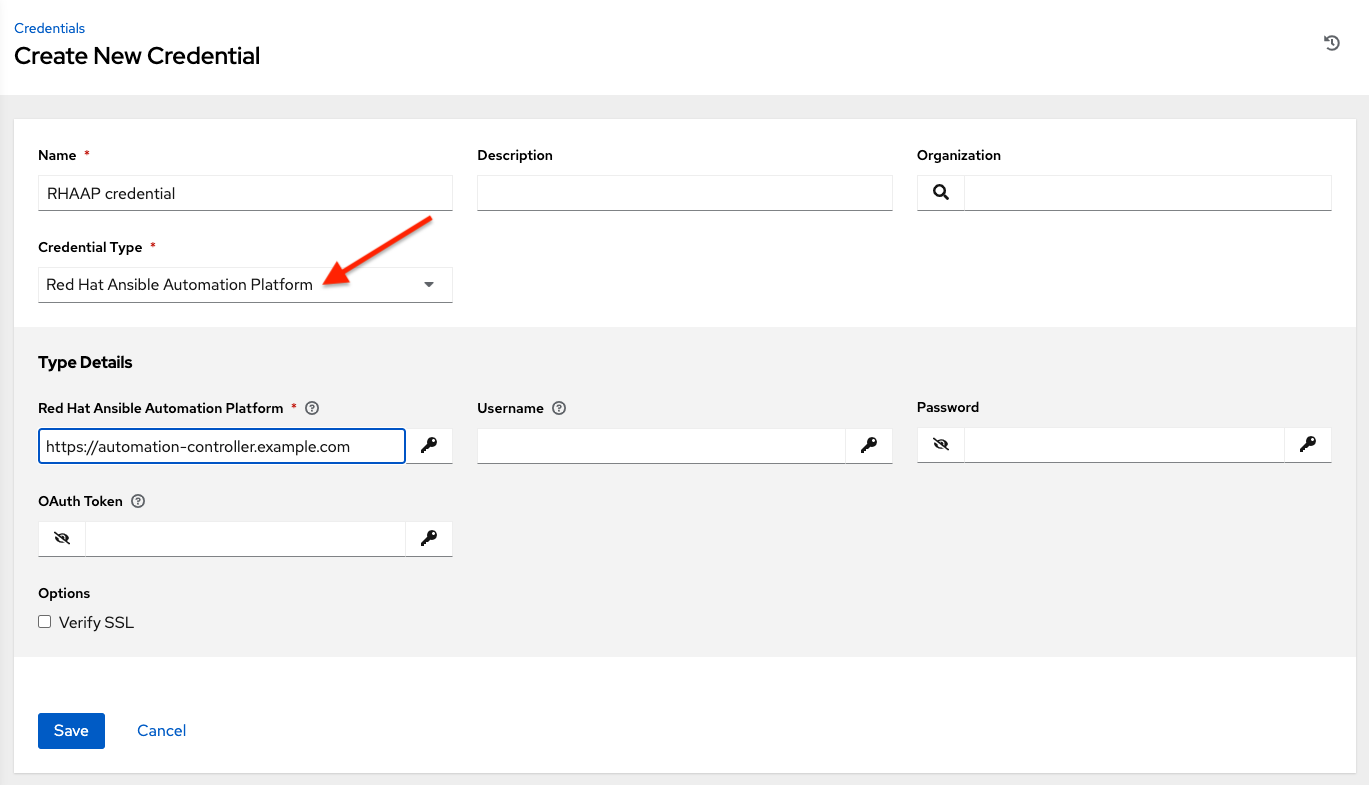 Credentials
Create New Credential
Name *
Description
Organization
RHAAP credential
Credential Type *
Red Hat Ansible Automation Platform
Type Details
Red Hat Ansible Automation Platform *
Username
Password
https://automation-controller.example.com
OAuth Token
Options
Verify SSL
Save
Cancel